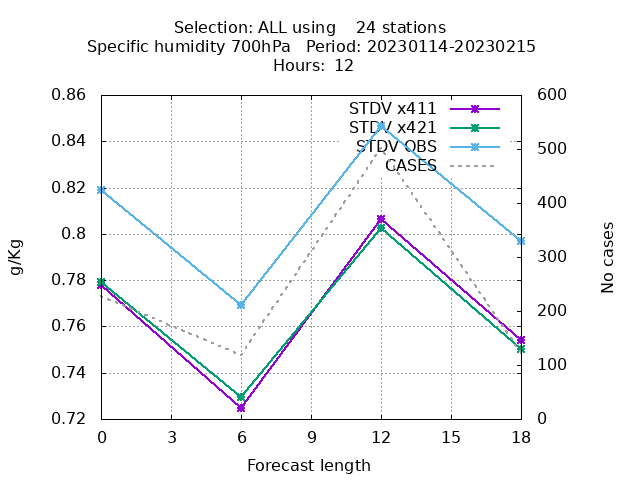 Selection: ALL using    24 stations
Specific humidity 700hPa   Period: 20230114-20230215
Hours:  12
0.86
0.84
0.82
0.8
0.78
0.76
0.74
0.72
g/Kg
STDV x411
STDV x421
STDV OBS
CASES
600
500
400
300
200
100
0
No cases
0 3 6 9 12 15 18
Forecast length